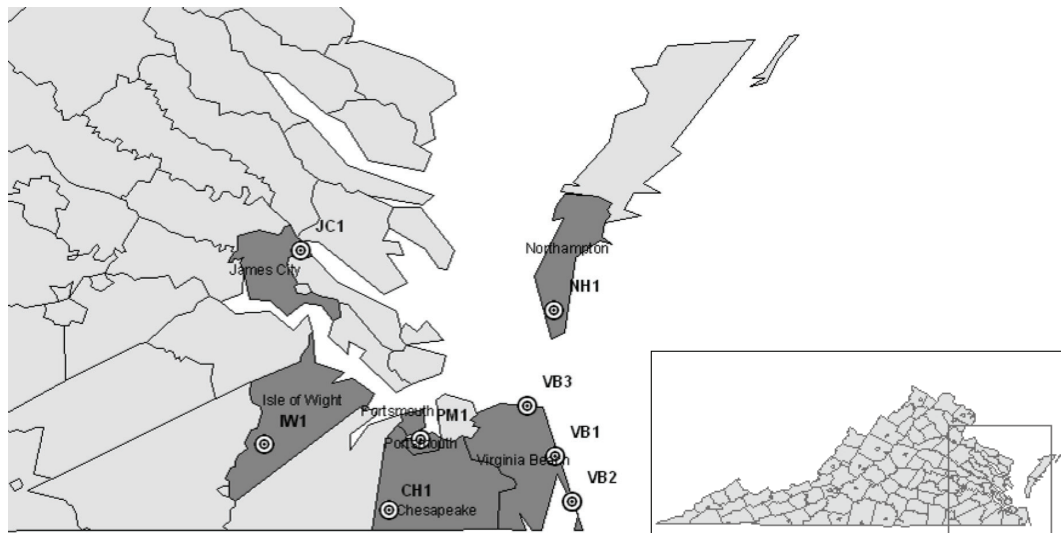 JC1
Northampton
James City
NH1
VB3
Isle of Wight
Portsmouth
PM1
IW1
Portsmouth
VB1
Virginia Beach
CH1
VB2
Chesapeake